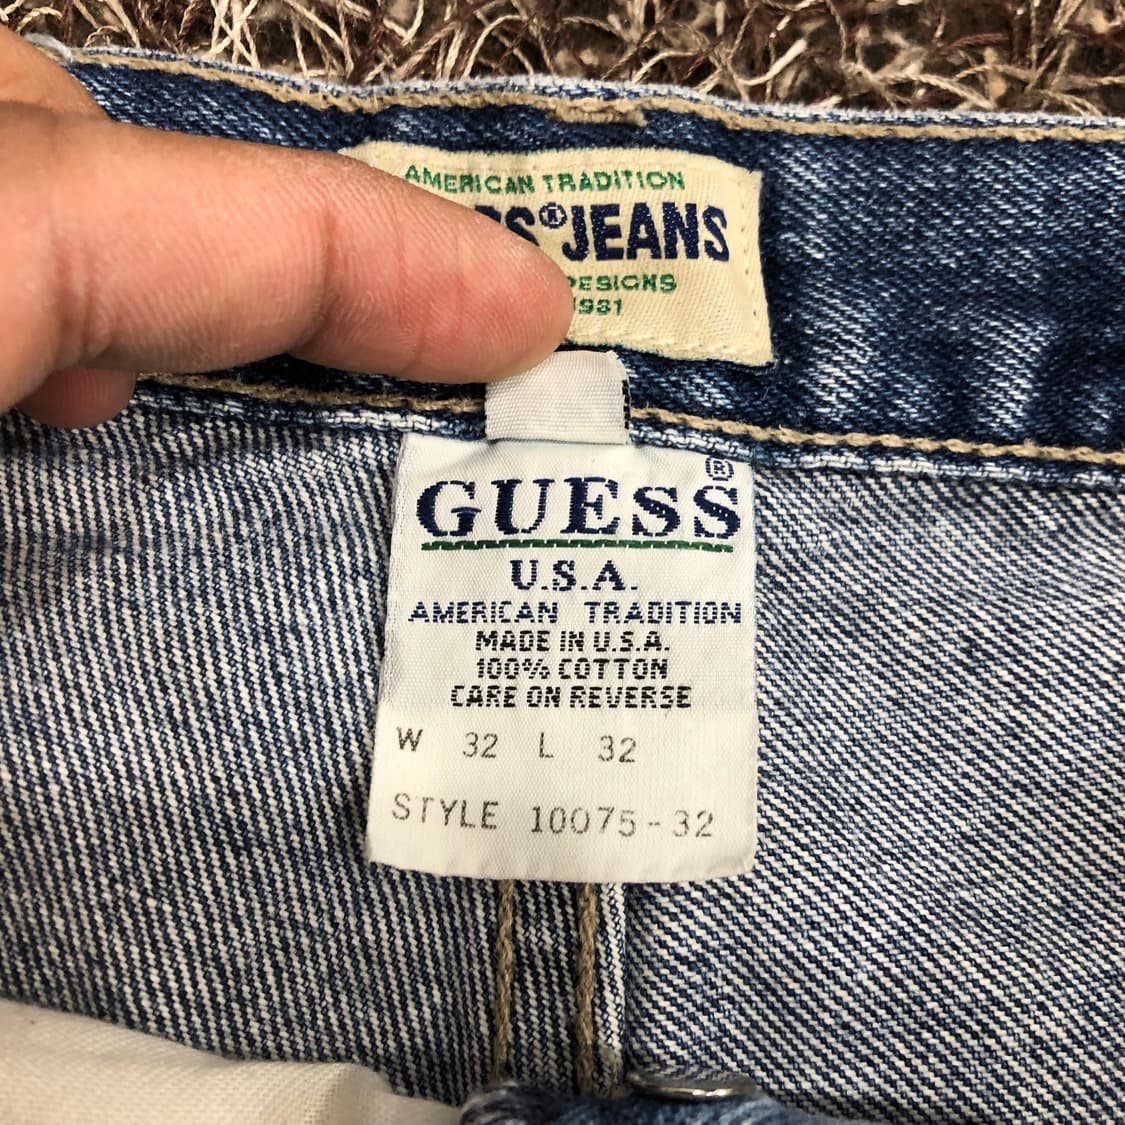 AMERICAN TRADITION
JEANS
DESIGNS
1981
GUESS®
U.S.A.
AMERICAN TRADITION
MADE IN U.S.A.
100% COTTON
CARE ON REVERSE
W 32 L 32
STYLE 10075-32